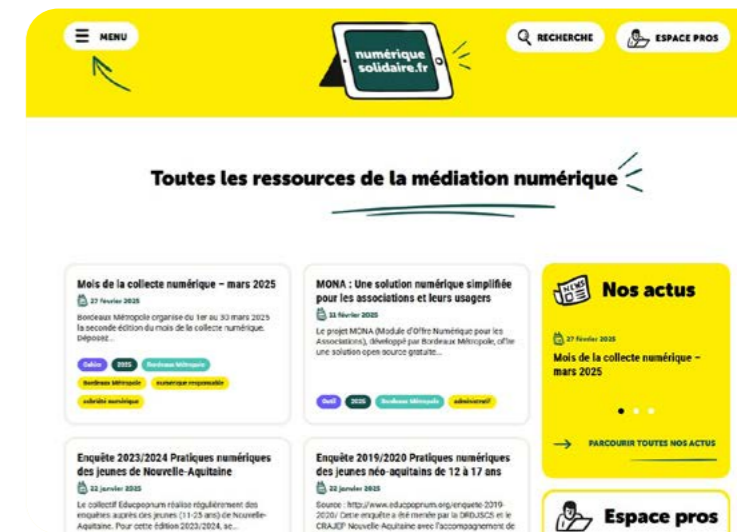 MENU
numérique
solidaire.fr
RECHERCHE
ESPACE PROS
Toutes les ressources de la médiation numérique
Mois de la collecte numérique – mars 2025
27 février 2025
Bordeaux Métropole organise du 1er au 30 mars 2025
la seconde édition du mois de la collecte numérique.
Déposez...
2025
Bordeaux Métropole
Bordeaux Métropole
numérique responsable
sobriété numérique
MONA : Une solution numérique simplifiée
pour les associations et leurs usagers
11 février 2025
Le projet MONA (Module d'Offre Numérique pour les
Associations), développé par Bordeaux Métropole, offre
une solution open source gratuite...
Outil
2025
Bordeaux Métropole
administratif
NEWS
Nos actus
27 février 2025
Mois de la collecte numérique –
mars 2025
PARCOURIR TOUTES NOS ACTUS
Enquête 2023/2024 Pratiques numériques
des jeunes de Nouvelle-Aquitaine
22 janvier 2025
Le collectif Educpopnum réalise régulièrement des
enquêtes auprès des jeunes (11-25 ans) de Nouvelle-
Aquitaine. Pour cette édition 2023/2024, se...
Enquête 2019/2020 Pratiques numériques
des jeunes néo-aquitains de 12 à 17 ans
22 janvier 2025
Source : http://www.educpopnum.org/enquete-2019-
2020/ Cette enquête a été menée par la DRDJSCS et le
CRAJEP Nouvelle-Aquitaine avec l'accompagnement de
Espace pros